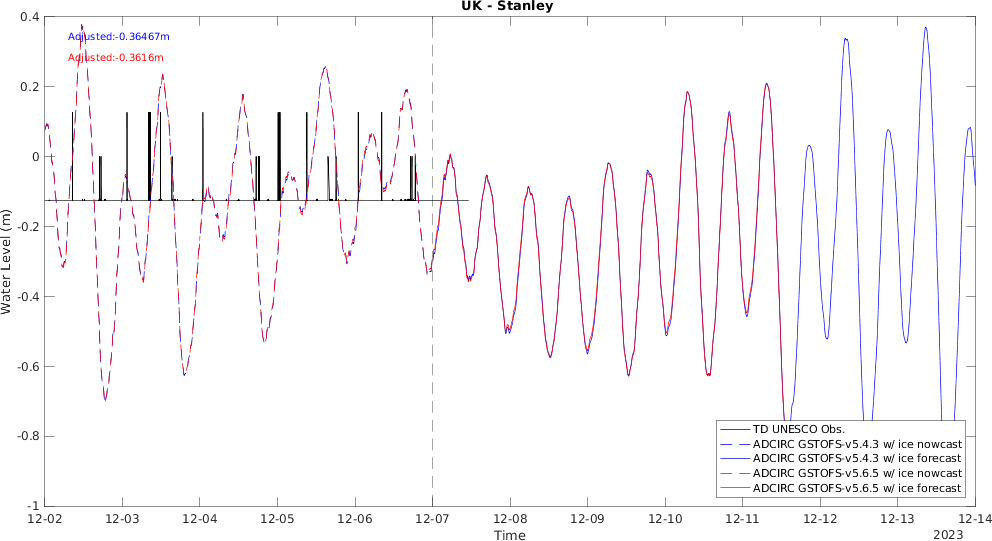 UK - Stanley
0.4
Adjusted:-0.36467m
Adjusted:-0.3616m
0.2
0
-0.2
-0.4
-0.6
-0.8
-1
Water Level (m)
TD UNESCO Obs.
ADCIRC GSTOFS-v5.4.3 w/ ice nowcast
ADCIRC GSTOFS-v5.4.3 w/ ice forecast
ADCIRC GSTOFS-v5.6.5 w/ ice nowcast
ADCIRC GSTOFS-v5.6.5 w/ ice forecast
12-02 12-03 12-04 12-05 12-06 12-07 12-08 12-09 12-10 12-11 12-12 12-13 12-14
Time
2023